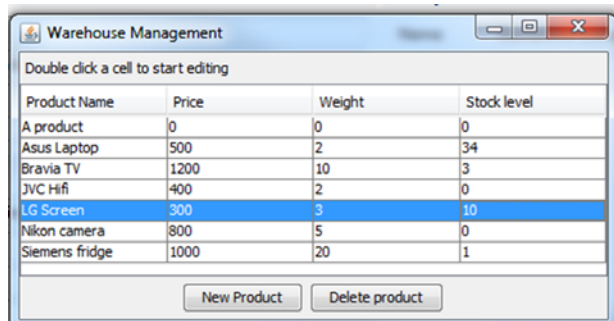 Warehouse Management
Double click a cell to start editing
Product Name Price Weight Stock level
A product 0 0 0
Asus Laptop 500 2 34
Bravia TV 1200 10 3
JVC Hifi 400 2 0
LG Screen 300 3 10
Nikon camera 800 5 0
Siemens fridge 1000 20 1
New Product Delete product